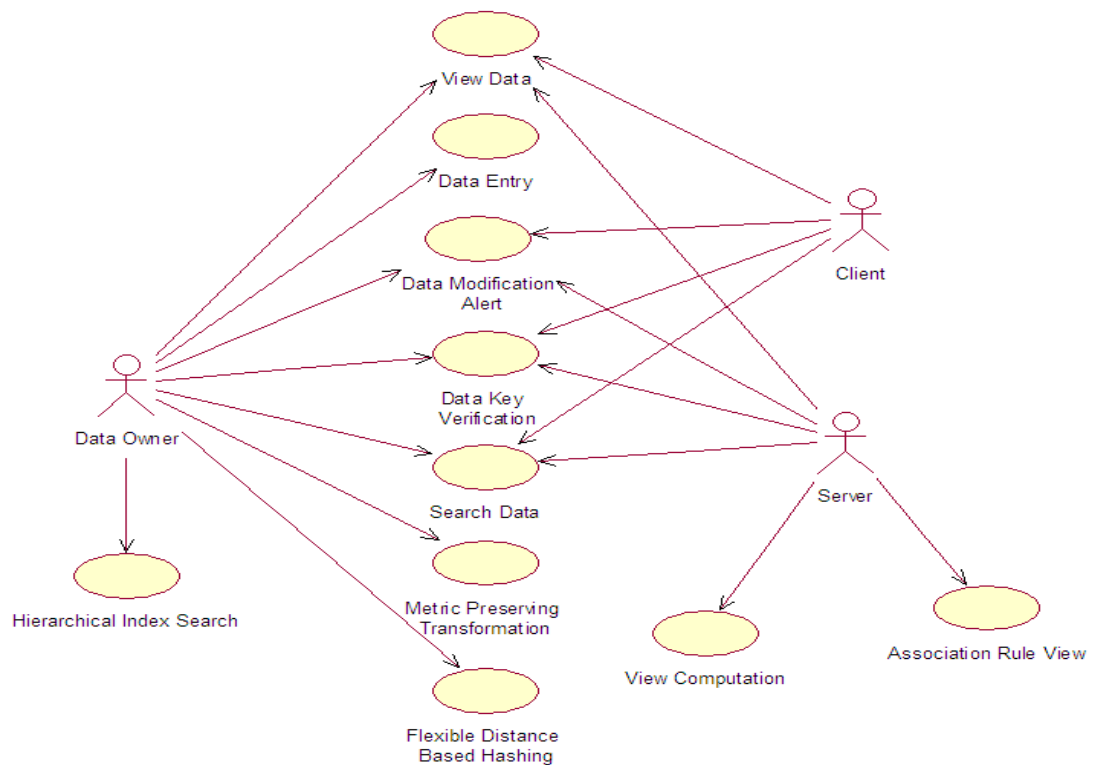 View Data
Data Entry
Data Modification
Alert
Client
Data Key
Verification
Data Owner
Search Data
Server
Hierarchical Index Search
Metric Preserving
Transformation
View Computation
Association Rule View
Flexible Distance
Based Hashing